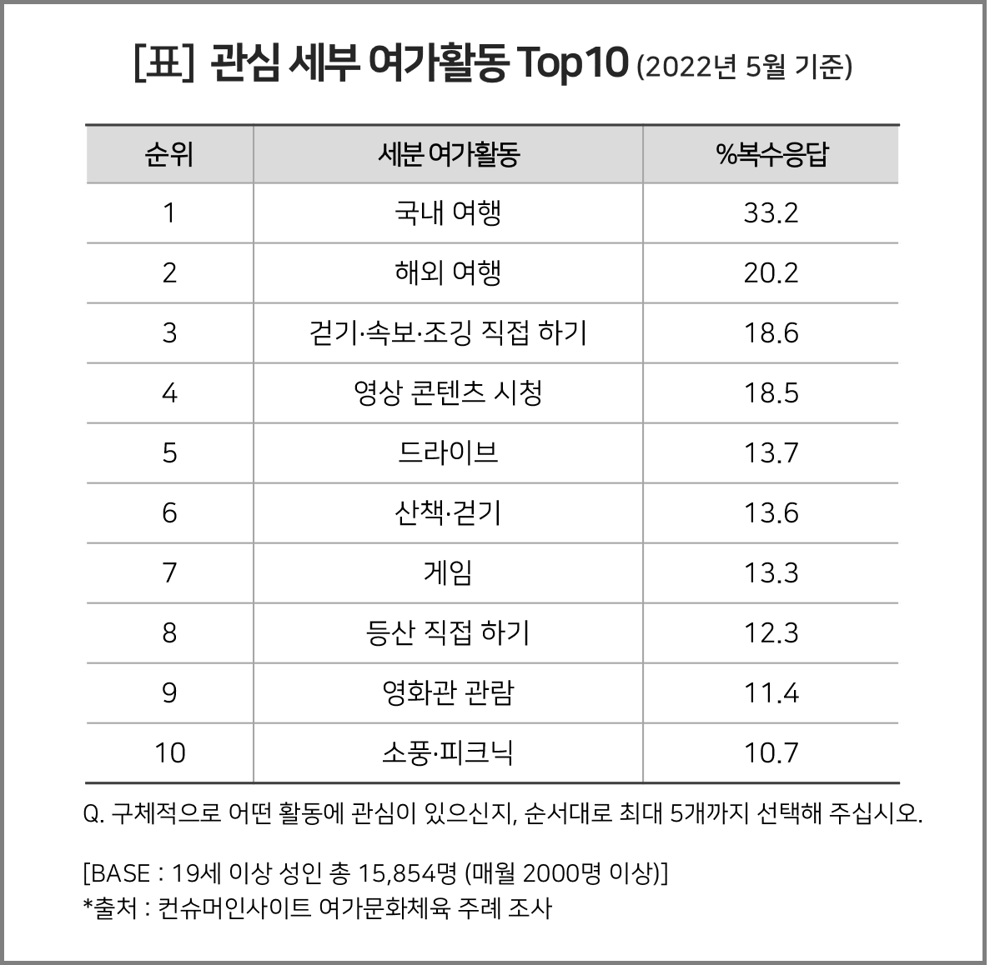 [표] 관심 세부 여가활동 Top10 (2022년 5월 기준)
순위 세분 여가활동 %복수응답
1 국내 여행 33.2
2 해외 여행 20.2
3 걷기·속보·조깅 직접 하기 18.6
4 영상 콘텐츠 시청 18.5
5 드라이브 13.7
6 산책·걷기 13.6
7 게임 13.3
8 등산 직접 하기 12.3
9 영화관 관람 11.4
10 소풍·피크닉 10.7
Q. 구체적으로 어떤 활동에 관심이 있으신지, 순서대로 최대 5개까지 선택해 주십시오.
[BASE : 19세 이상 성인 총 15,854명 (매월 2000명 이상)]
*출처 : 컨슈머인사이트 여가문화체육 주례 조사